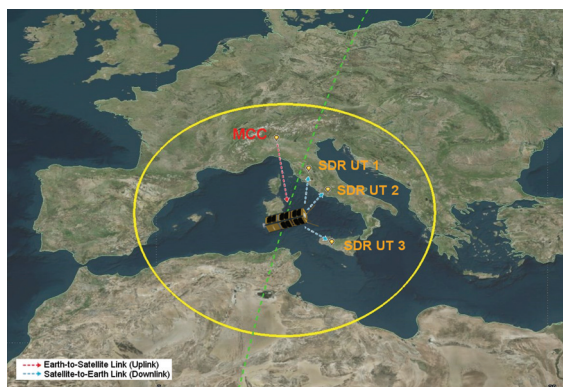 MCC
SDR UT 1
SDR UT 2
SDR UT 3
Earth-to-Satellite Link (Uplink)
Satellite-to-Earth Link (Downlink)